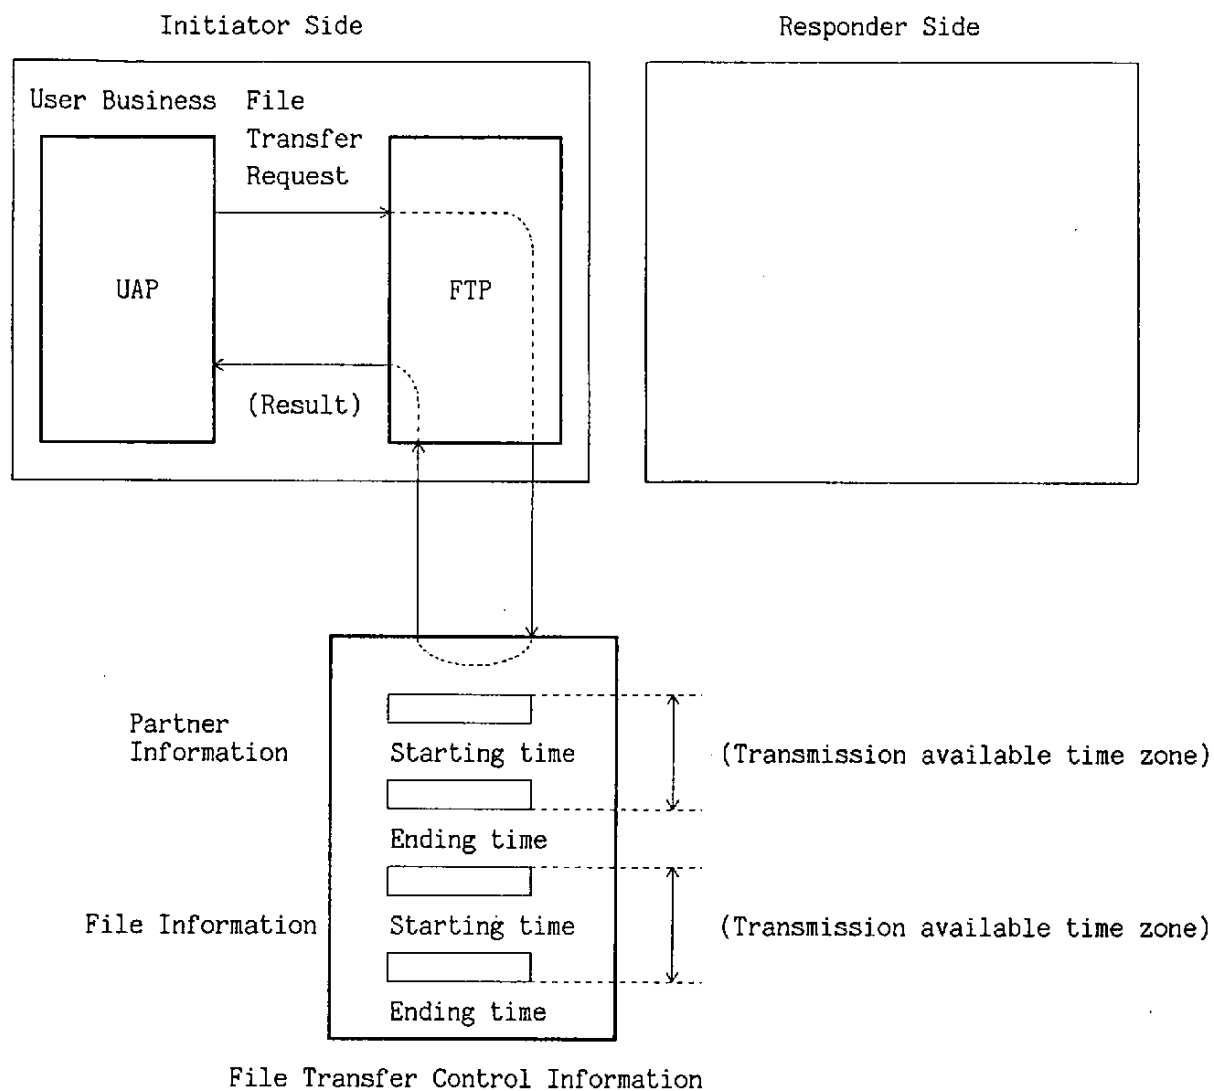 Initiator Side
Responder Side
User Business
File
Transfer
Request
UAP
FTP
(Result)
Partner
Information
Starting time
(Transmission available time zone)
Ending time
File Information
Starting time
(Transmission available time zone)
Ending time
File Transfer Control Information